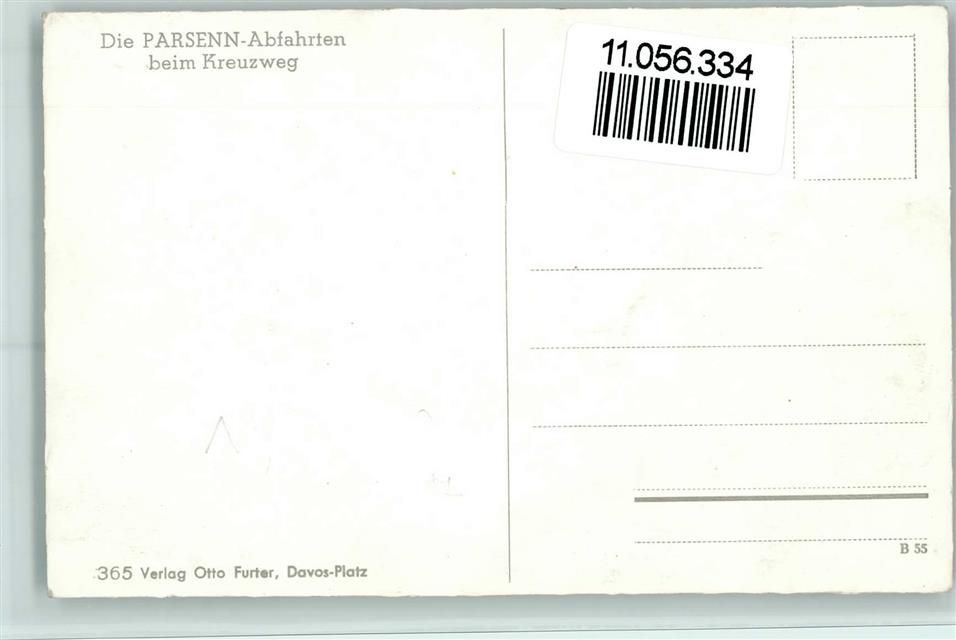 Die PARSENN-Abfahrten
beim Kreuzweg
11.056.334
B 55
365 Verlag Otto Furter, Davos-Platz